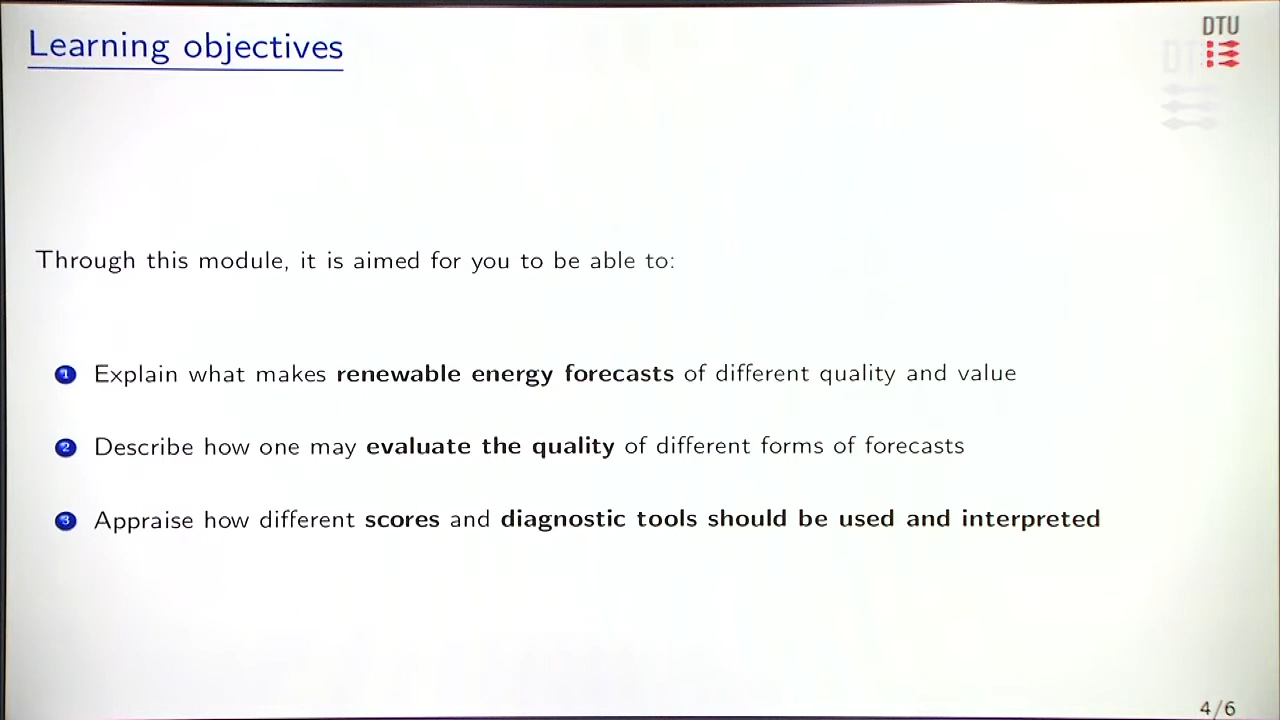 Learning objectives
DTU
Through this module, it is aimed for you to be able to:
1 Explain what makes renewable energy forecasts of different quality and value
2 Describe how one may evaluate the quality of different forms of forecasts
3 Appraise how different scores and diagnostic tools should be used and interpreted
4/6